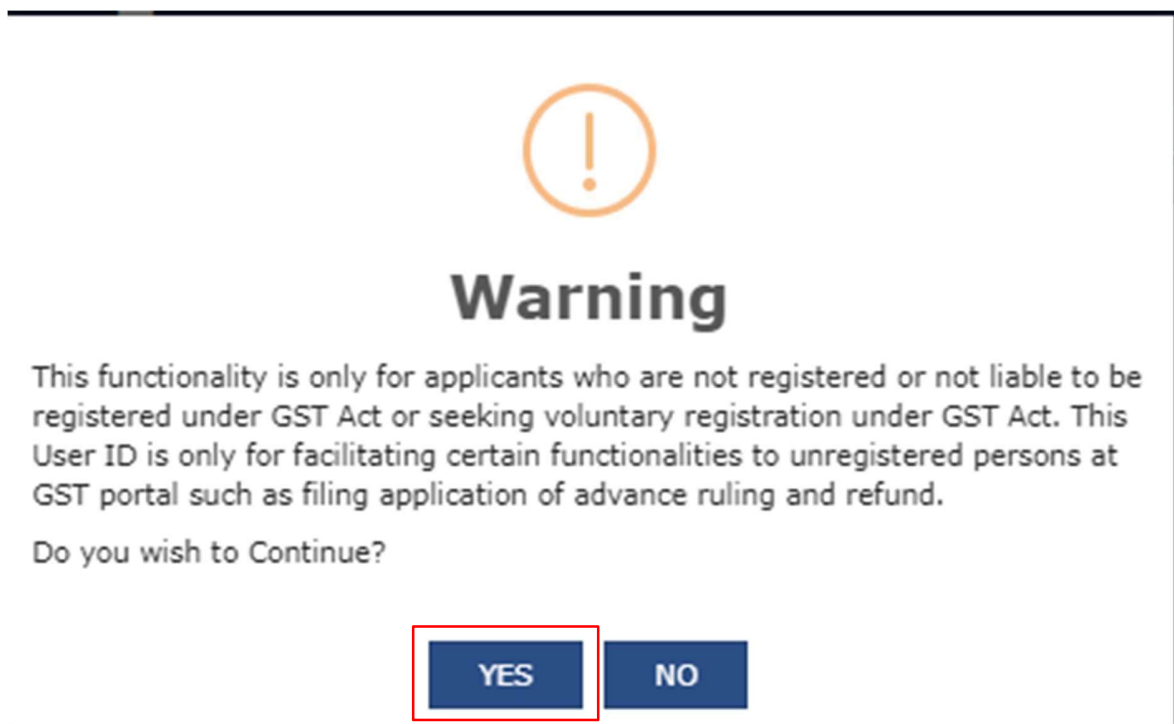 Warning
This functionality is only for applicants who are not registered or not liable to be
registered under GST Act or seeking voluntary registration under GST Act. This
User ID is only for facilitating certain functionalities to unregistered persons at
GST portal such as filing application of advance ruling and refund.
Do you wish to Continue?
YES NO